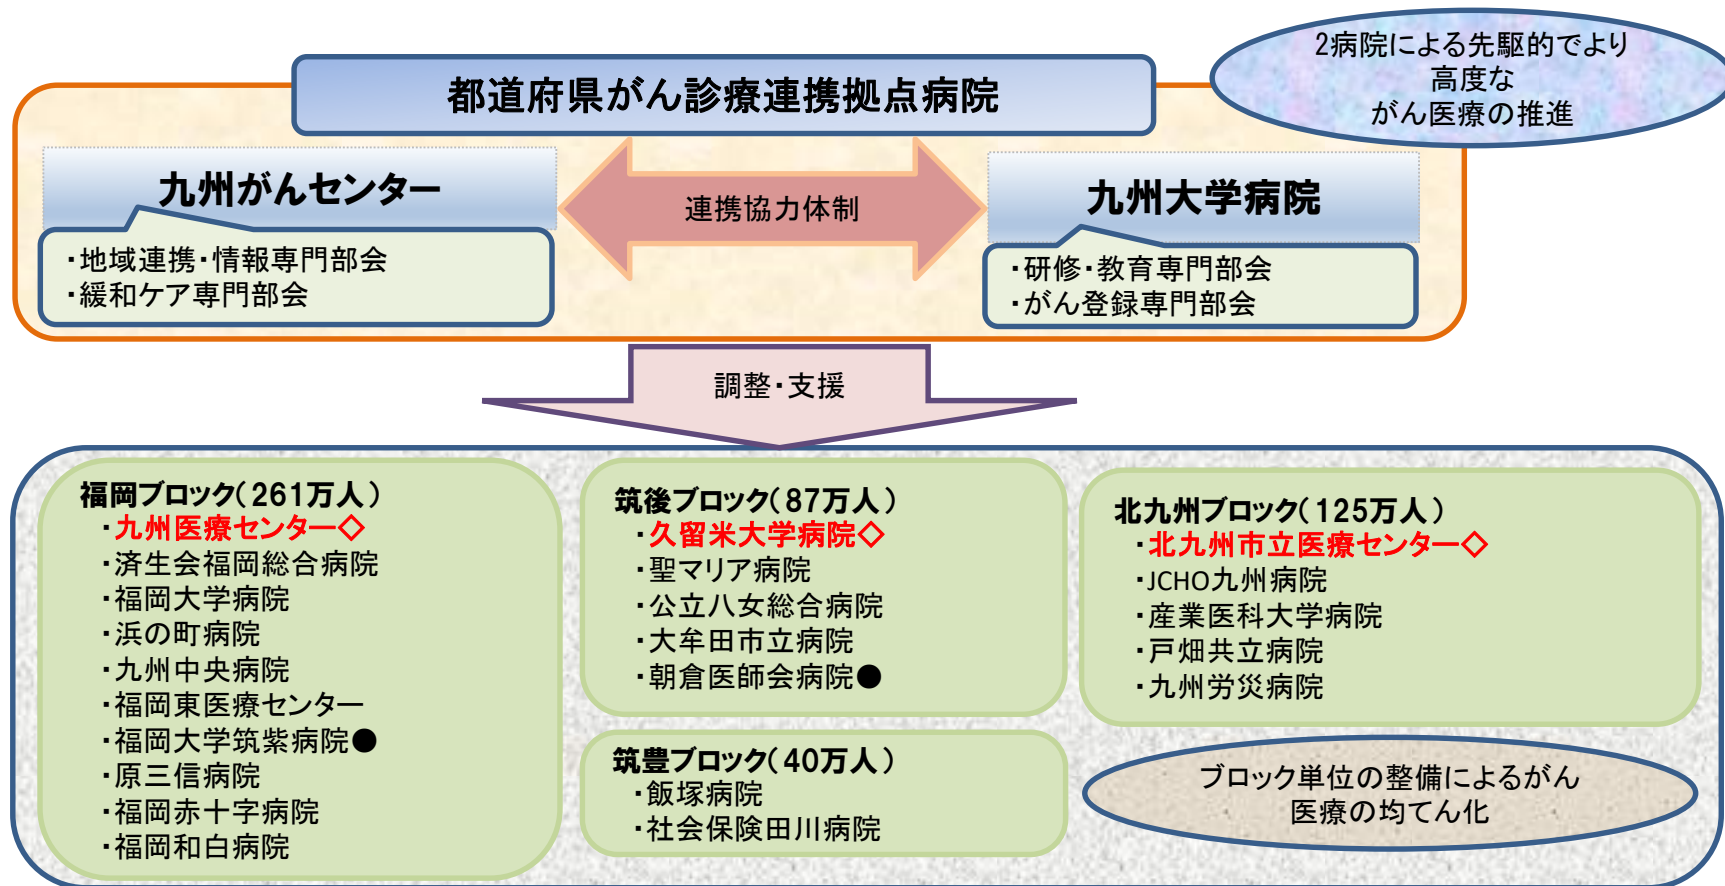 2病院による先駆的でより
高度な
がん医療の推進
都道府県がん診療連携拠点病院
九州がんセンター
・地域連携・情報専門部会
・緩和ケア専門部会
連携協力体制
九州大学病院
・研修・教育専門部会
・がん登録専門部会
調整・支援
福岡ブロック(261万人)
・九州医療センター◇
・済生会福岡総合病院
・福岡大学病院
・浜の町病院
・九州中央病院
・福岡東医療センター
・福岡大学筑紫病院●
・原三信病院
・福岡赤十字病院
・福岡和白病院
筑後ブロック(87万人)
・久留米大学病院◇
・聖マリア病院
・公立八女総合病院
・大牟田市立病院
・朝倉医師会病院●
筑豊ブロック(40万人)
・飯塚病院
・社会保険田川病院
北九州ブロック(125万人)
・北九州市立医療センター◇
・JCHO九州病院
・産業医科大学病院
・戸畑共立病院
・九州労災病院
ブロック単位の整備によるがん
医療の均てん化